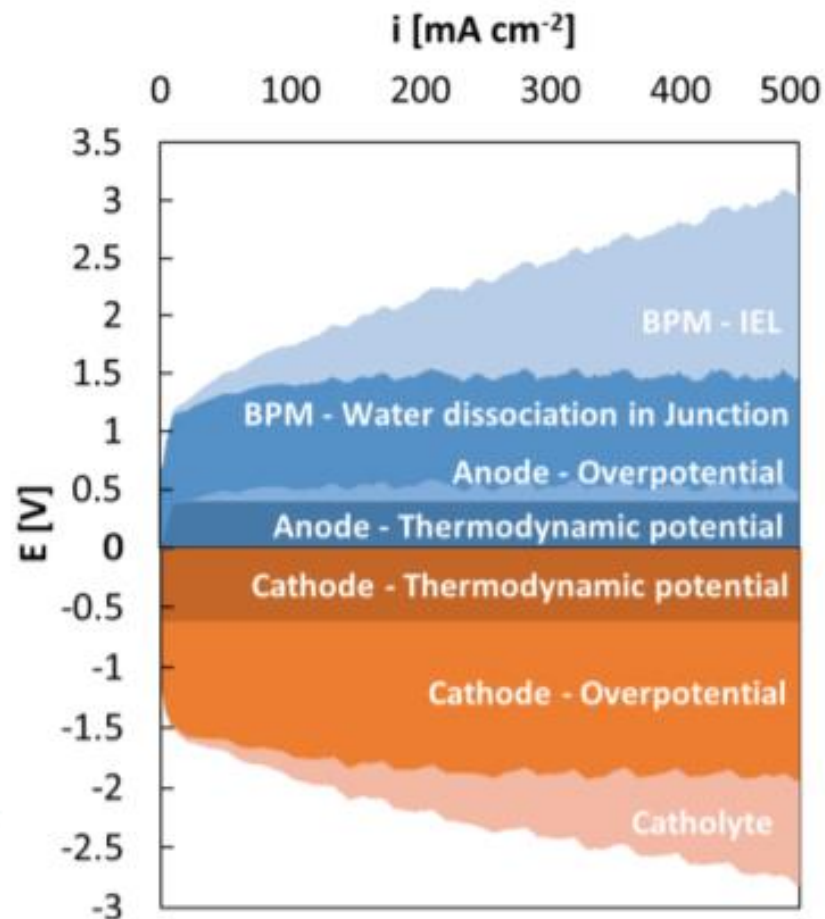 i [mA cm-2]
0 100 200 300 400 500
3.5
3
2.5
2
1.5
1
0.5
0
-0.5
-1
-1.5
-2
-2.5
-3
E [V]
BPM - IEL
BPM - Water dissociation in Junction
Anode - Overpotential
Anode - Thermodynamic potential
Cathode - Thermodynamic potential
Cathode - Overpotential
Catholyte